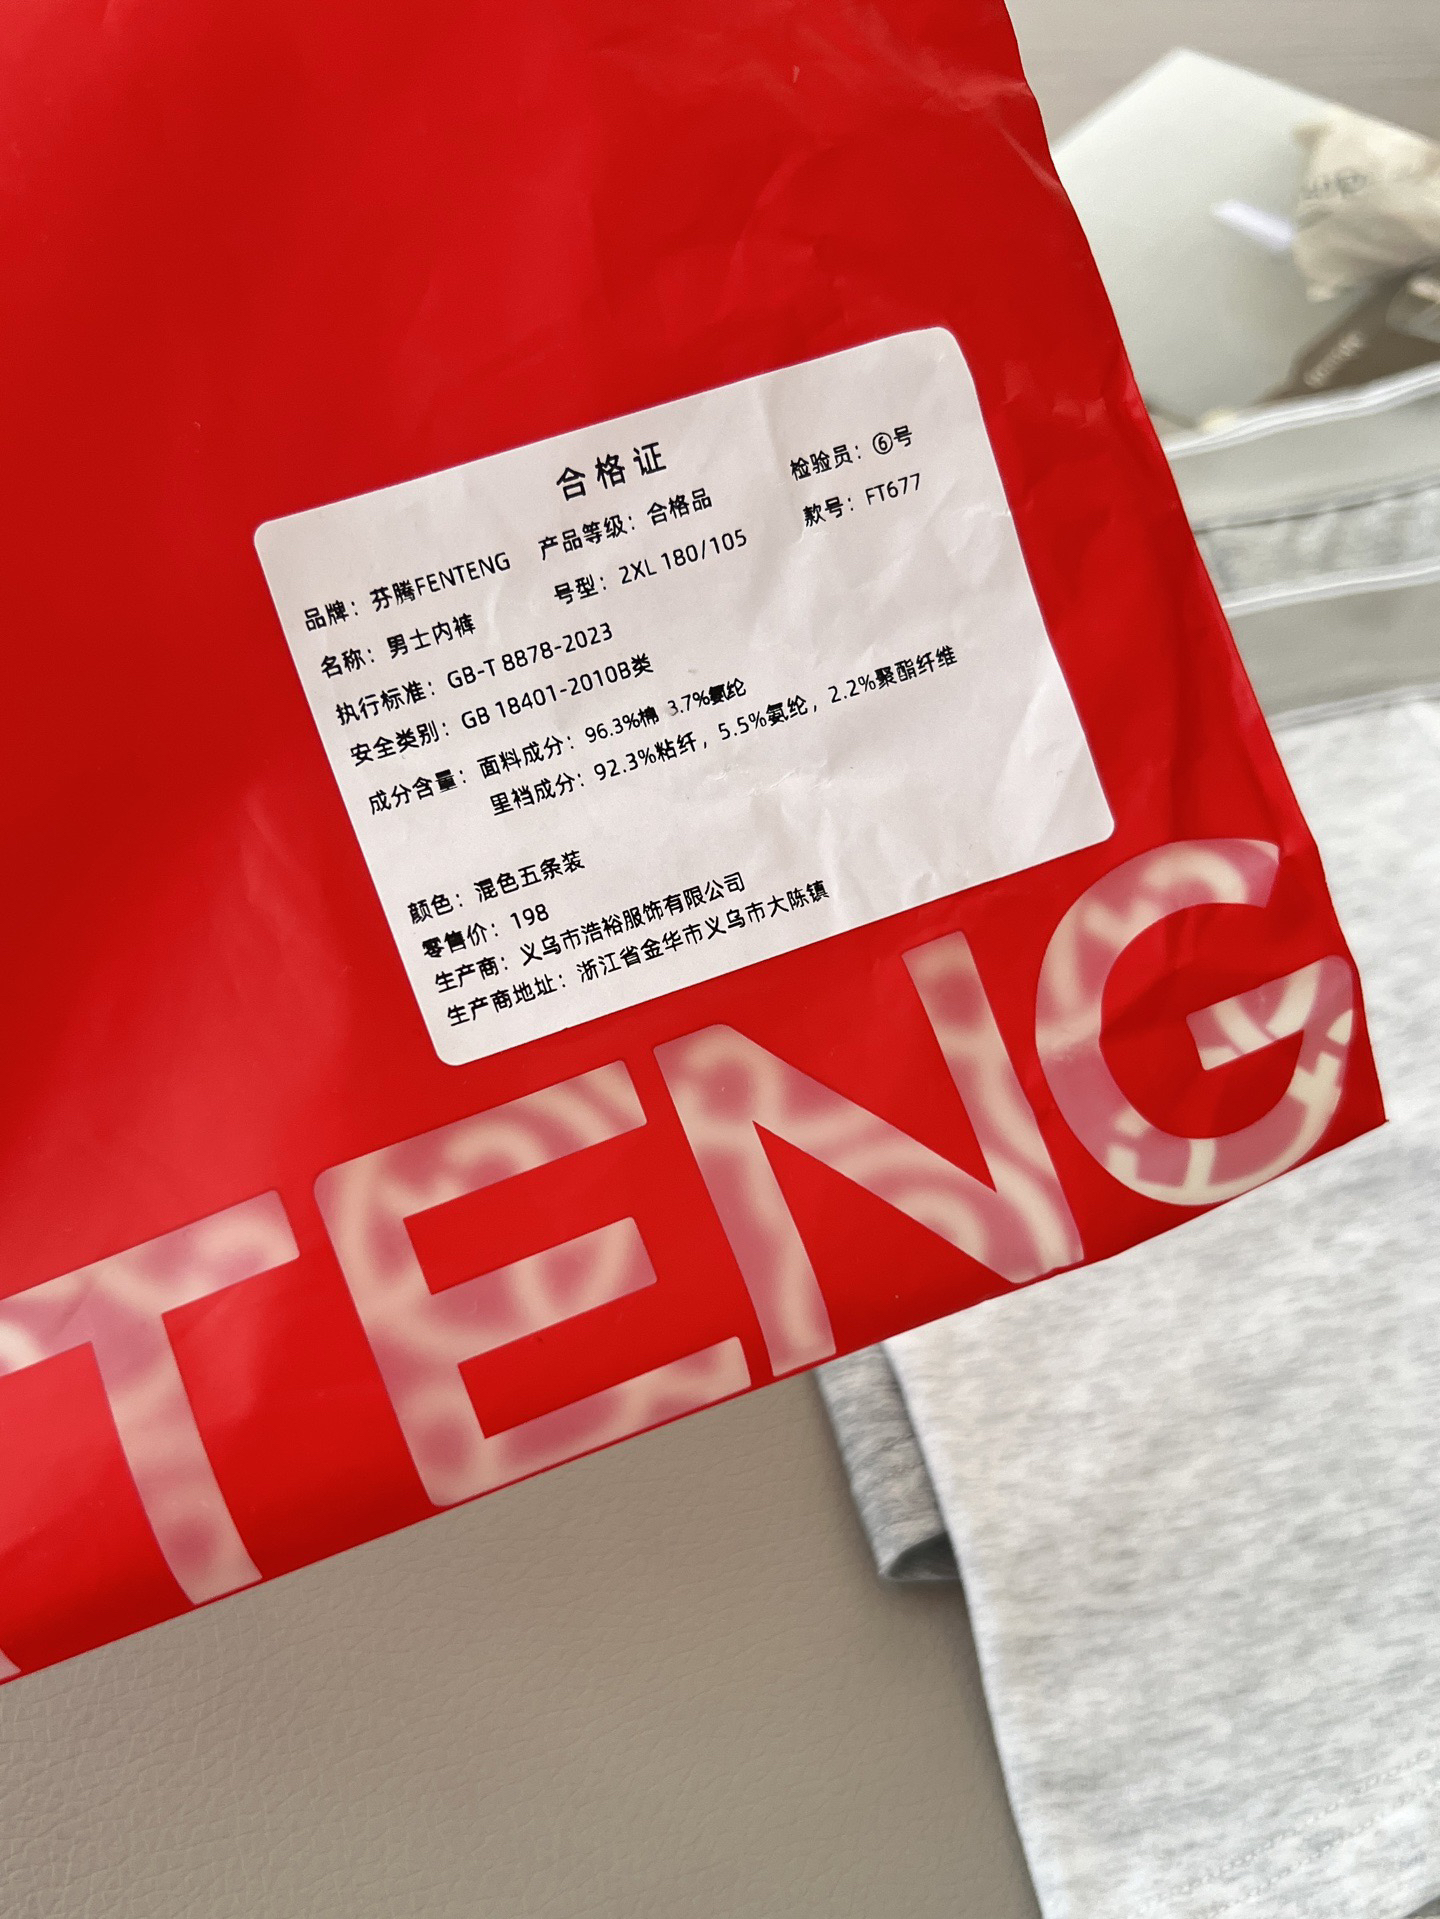 合格证
品牌：芬腾FENTENG 产品等级：合格品 检验员：⑥号
名称：男士内裤 号型：2XL 180/105 款号：FT677
执行标准：GB-T 8878-2023
安全类别：GB 18401-2010B类
成分含量：面料成分：96.3%棉 3.7%氨纶
里裆成分：92.3%粘纤，5.5%氨纶，2.2%聚酯纤维
颜色：混色五条装
零售价：198
生产商：义乌市浩裕服饰有限公司
生产商地址：浙江省金华市义乌市大陈镇
TENG